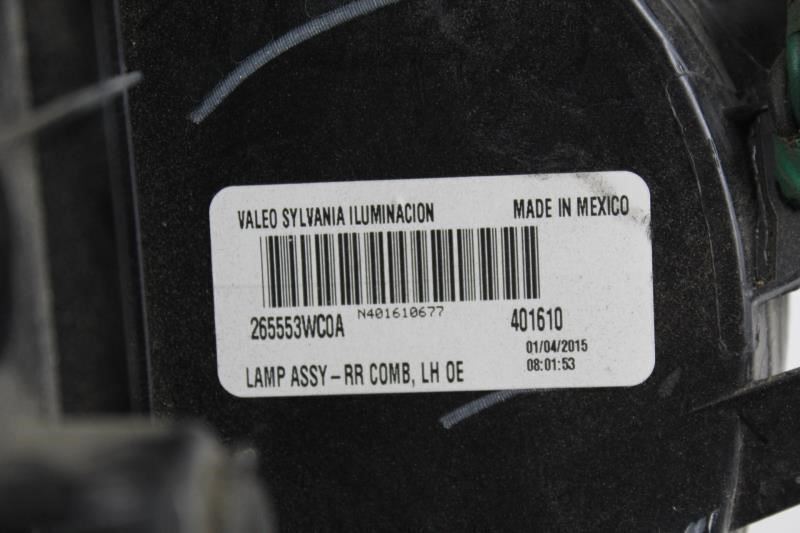 VALEO SYLVANIA ILUMINACION MADE IN MEXICO
N401610677
265553WC0A 401610
01/04/2015
08:01:53
LAMP ASSY-RR COMB, LH OE